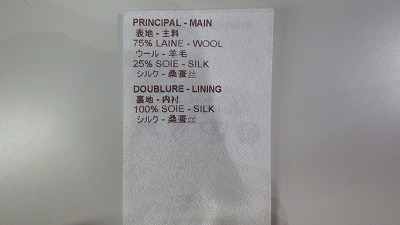 PRINCIPAL - MAIN
表地 - 主料
75% LAINE - WOOL
ウール - 羊毛
25% SOIE - SILK
シルク - 桑蚕丝
DOUBLURE - LINING
裏地 - 内衬
100% SOIE - SILK
シルク - 桑蚕丝